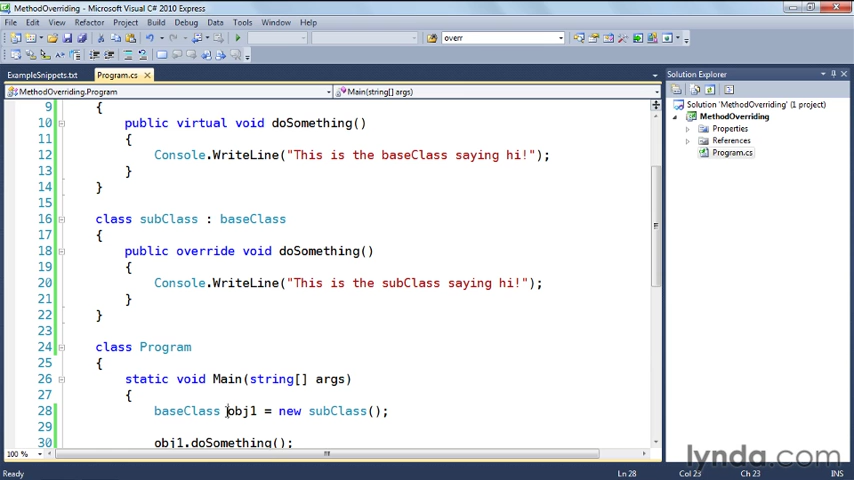 MethodOverriding - Microsoft Visual C# 2010 Express
File Edit View Refactor Project Build Debug Data Tools Window Help
overr
ExampleSnippets.txt Program.cs
MethodOverriding.Program Main(string[] args)
9 {
10 public virtual void doSomething()
11 {
12 Console.WriteLine("This is the baseClass saying hi!");
13 }
14 }
15
16 class subClass : baseClass
17 {
18 public override void doSomething()
19 {
20 Console.WriteLine("This is the subClass saying hi!");
21 }
22 }
23
24 class Program
25 {
26 static void Main(string[] args)
27 {
28 baseClass obj1 = new subClass();
29
30 obj1.doSomething();
100 %
Solution Explorer
Solution 'MethodOverriding' (1 project)
MethodOverriding
Properties
References
Program.cs
Ready Ln 28 Col 23 Ch 23
lynda.com